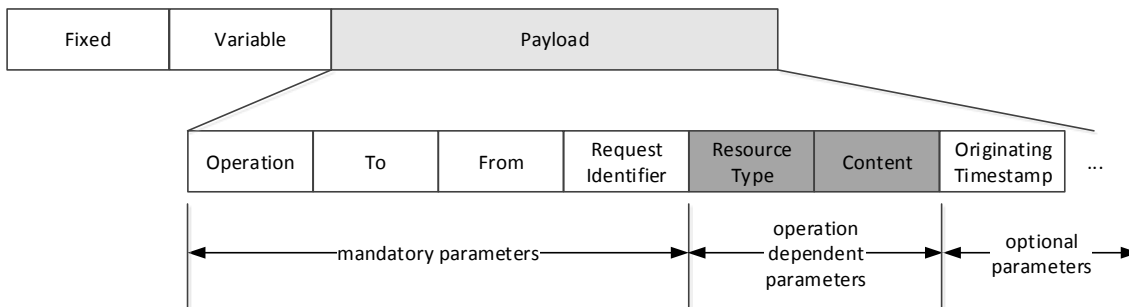 Fixed
Variable
Payload
Operation
To
From
Request
Identifier
Resource
Type
Content
Originating
Timestamp
...
mandatory parameters
operation
dependent
parameters
optional
parameters